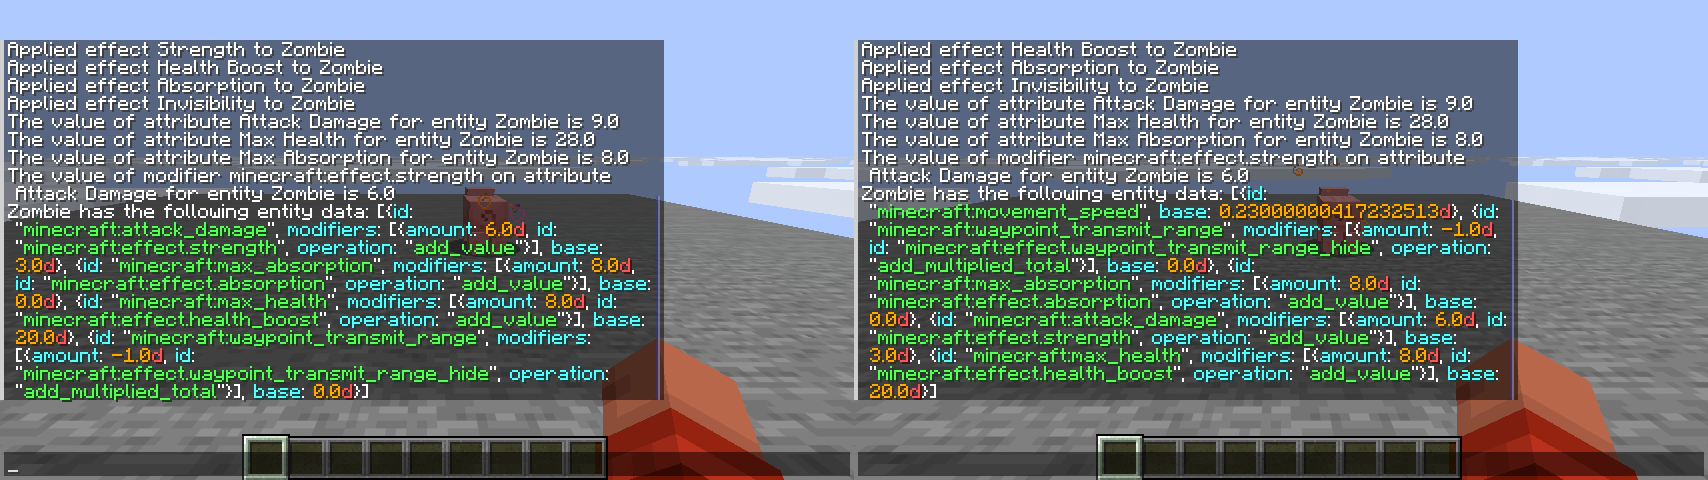 Applied effect Strength to Zombie
Applied effect Health Boost to Zombie
Applied effect Absorption to Zombie
Applied effect Invisibility to Zombie
The value of attribute Attack Damage for entity Zombie is 9.0
The value of attribute Max Health for entity Zombie is 28.0
The value of attribute Max Absorption for entity Zombie is 8.0
The value of modifier minecraft:effect.strength on attribute
Attack Damage for entity Zombie is 6.0
Zombie has the following entity data: [{id:
"minecraft:attack_damage", modifiers: [{amount: 6.0d, id:
"minecraft:effect.strength", operation: "add_value"}], base:
3.0d}, {id: "minecraft:max_absorption", modifiers: [{amount: 8.0d,
id: "minecraft:effect.absorption", operation: "add_value"}], base:
0.0d}, {id: "minecraft:max_health", modifiers: [{amount: 8.0d, id:
"minecraft:effect.health_boost", operation: "add_value"}], base:
20.0d}, {id: "minecraft:waypoint_transmit_range", modifiers:
[{amount: -1.0d, id:
"minecraft:effect.waypoint_transmit_range_hide", operation:
"add_multiplied_total"}], base: 0.0d}]
_
Applied effect Health Boost to Zombie
Applied effect Absorption to Zombie
Applied effect Invisibility to Zombie
The value of attribute Attack Damage for entity Zombie is 9.0
The value of attribute Max Health for entity Zombie is 28.0
The value of attribute Max Absorption for entity Zombie is 8.0
The value of modifier minecraft:effect.strength on attribute
Attack Damage for entity Zombie is 6.0
Zombie has the following entity data: [{id:
"minecraft:movement_speed", base: 0.230000004172325​13d}, {id:
"minecraft:waypoint_transmit_range", modifiers: [{amount: -1.0d,
id: "minecraft:effect.waypoint_transmit_range_hide", operation:
"add_multiplied_total"}], base: 0.0d}, {id:
"minecraft:max_absorption", modifiers: [{amount: 8.0d, id:
"minecraft:effect.absorption", operation: "add_value"}], base:
0.0d}, {id: "minecraft:attack_damage", modifiers: [{amount: 6.0d, id:
"minecraft:effect.strength", operation: "add_value"}], base:
3.0d}, {id: "minecraft:max_health", modifiers: [{amount: 8.0d, id:
"minecraft:effect.health_boost", operation: "add_value"}], base:
20.0d}]